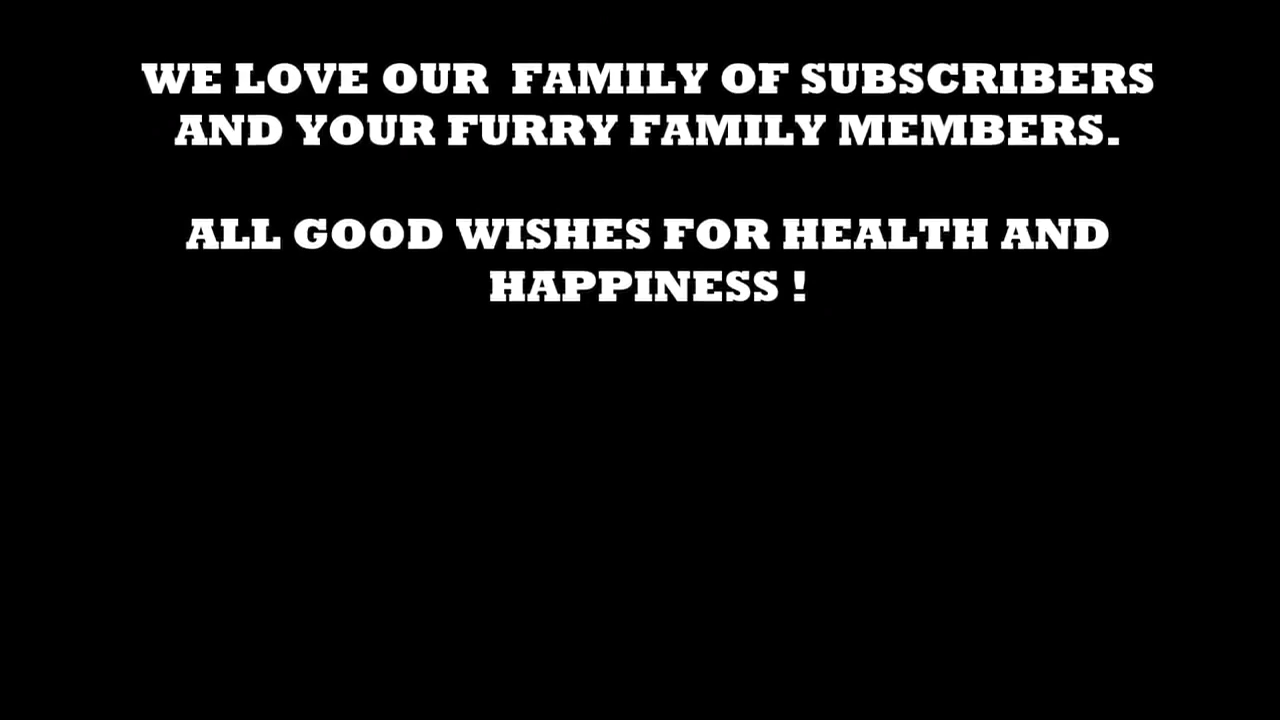 WE LOVE OUR  FAMILY OF SUBSCRIBERS
AND YOUR FURRY FAMILY MEMBERS.
ALL GOOD WISHES FOR HEALTH AND
HAPPINESS !